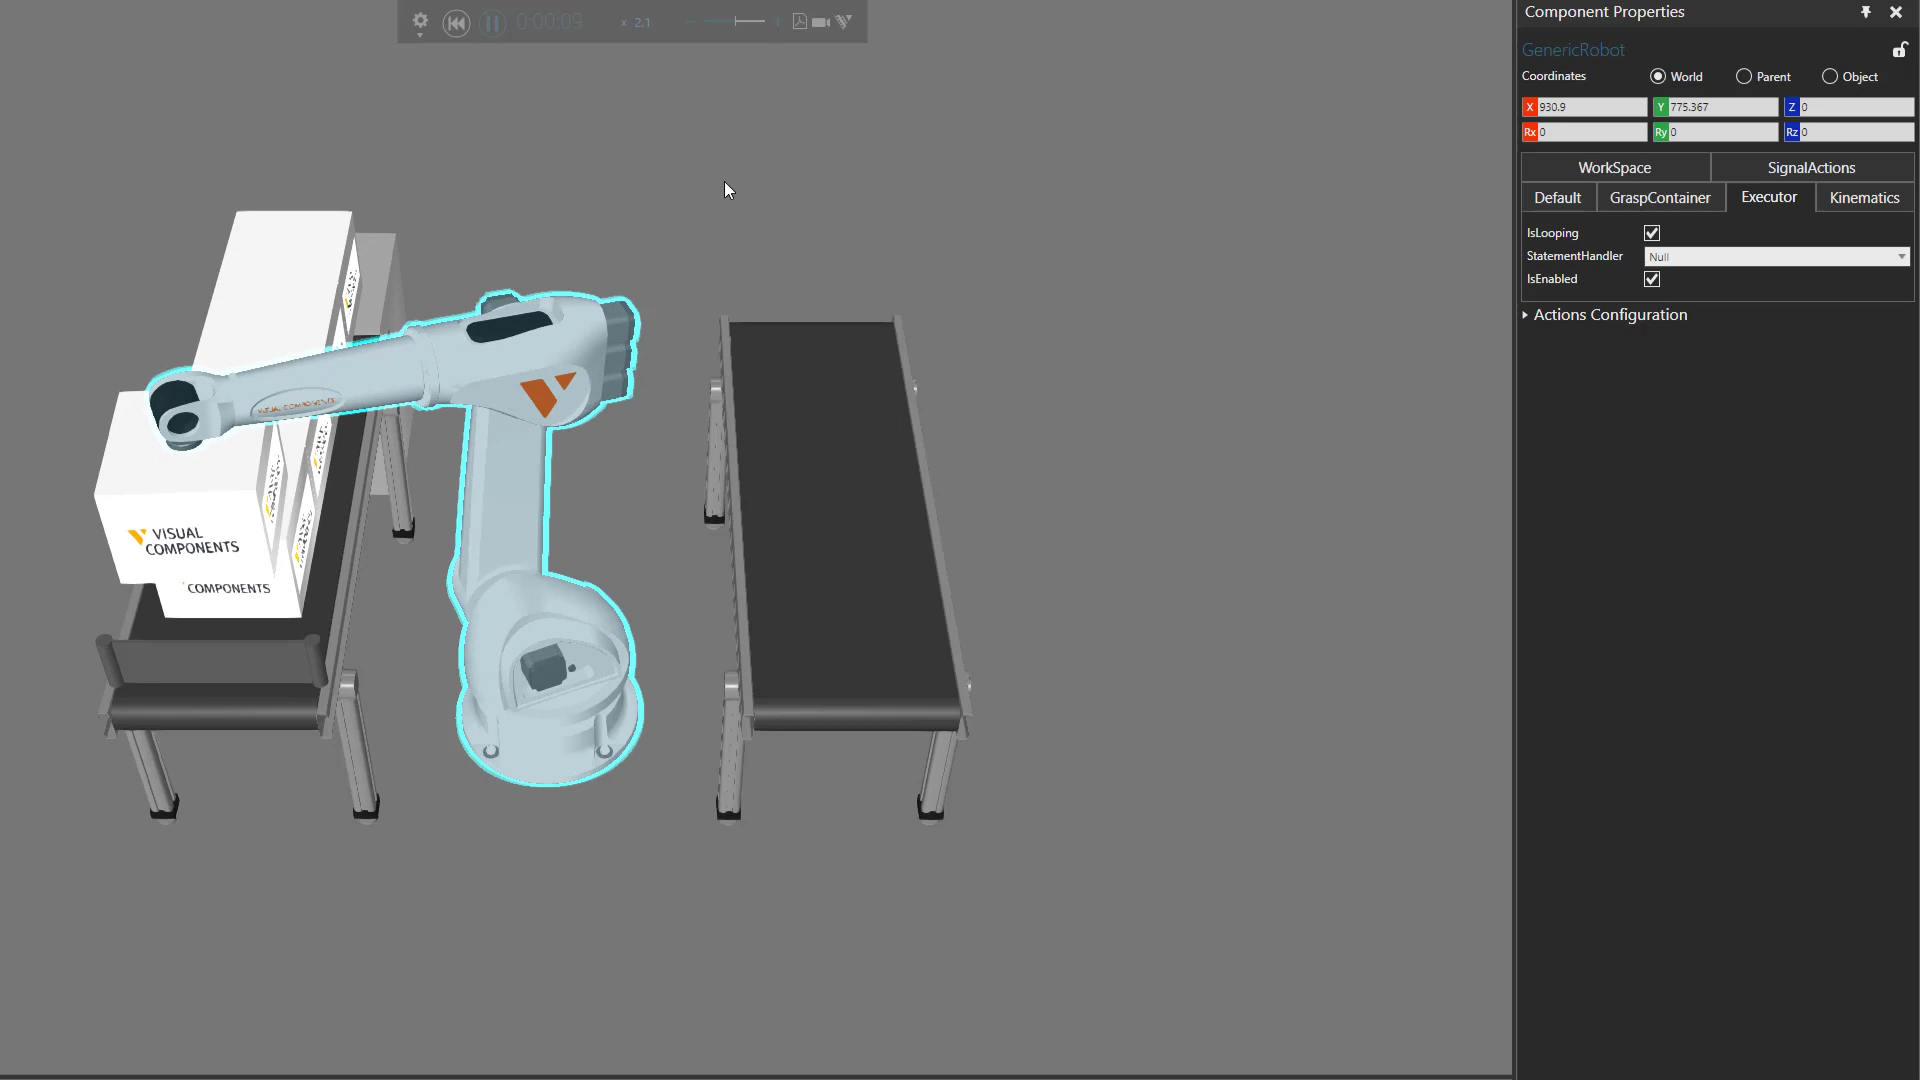 0:00:09
x 2.1
Component Properties
GenericRobot
Coordinates
World
Parent
Object
X 930.9
Y 775.367
Z 0
Rx 0
Ry 0
Rz 0
WorkSpace
SignalActions
Default
GraspContainer
Executor
Kinematics
IsLooping
StatementHandler
Null
IsEnabled
Actions Configuration
VISUAL COMPONENTS
VISUAL
COMPONENTS
COMPONENTS